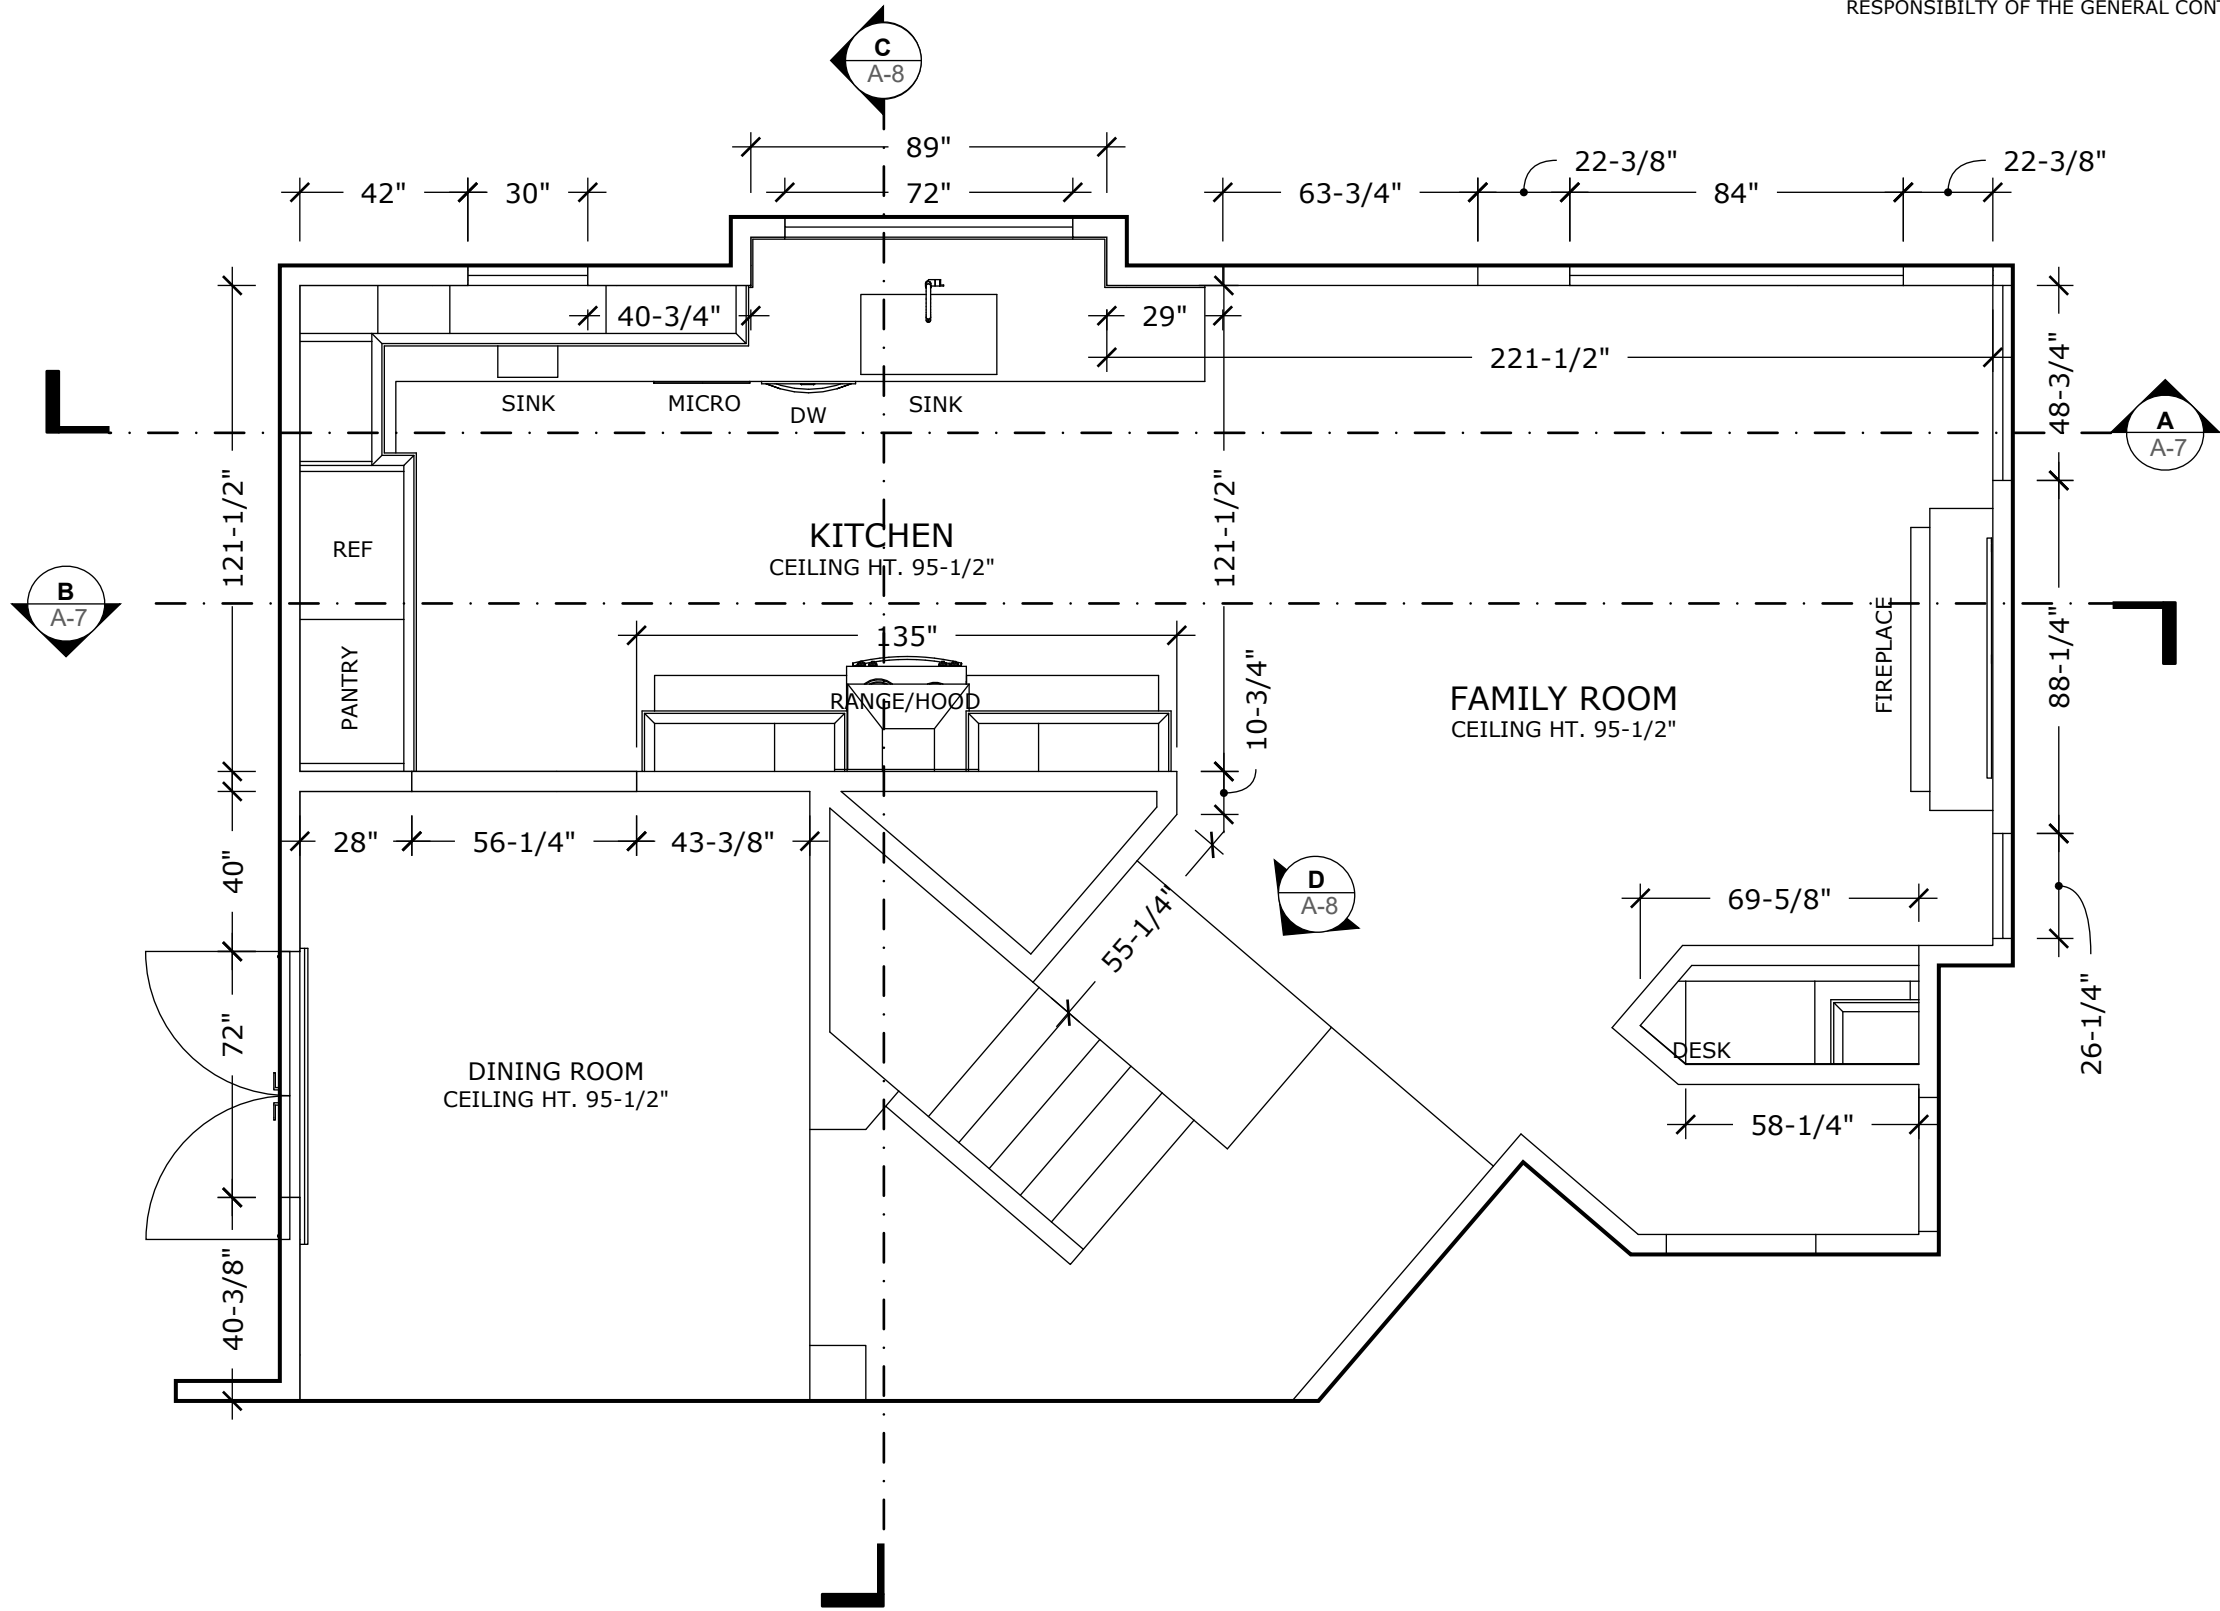 RESPONSIBILTY OF THE GENERAL CONT
C
A-8
89"
42"
30"
72"
63-3/4"
22-3/8"
84"
22-3/8"
40-3/4"
29"
221-1/2"
48-3/4"
SINK
MICRO
DW
SINK
A
A-7
121-1/2"
121-1/2"
KITCHEN
CEILING HT. 95-1/2"
REF
B
A-7
135"
PANTRY
RANGE/HOOD
10-3/4"
FAMILY ROOM
CEILING HT. 95-1/2"
FIREPLACE
88-1/4"
28"
56-1/4"
43-3/8"
40"
D
A-8
69-5/8"
55-1/4"
72"
26-1/4"
DESK
DINING ROOM
CEILING HT. 95-1/2"
58-1/4"
40-3/8"